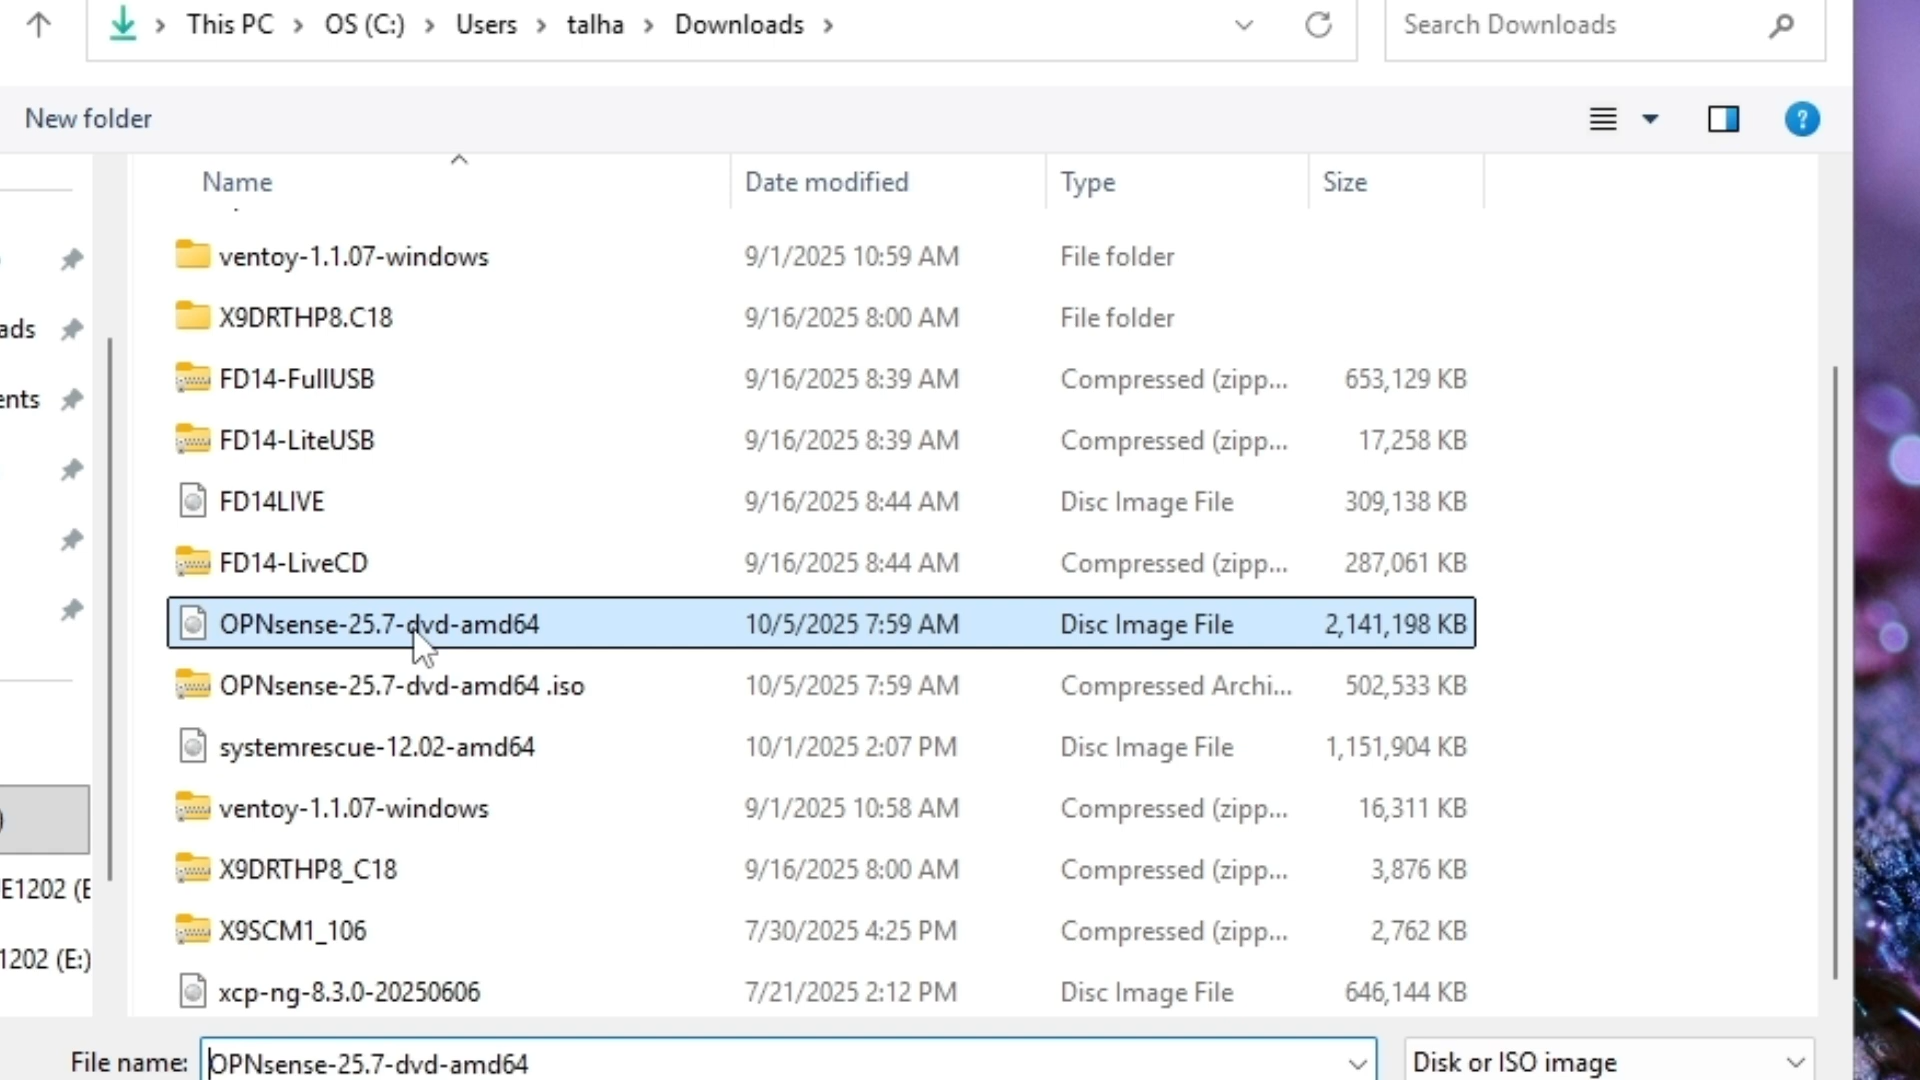 This PC > OS (C:) > Users > talha > Downloads >
Search Downloads
New folder
Name Date modified Type Size
ventoy-1.1.07-windows 9/1/2025 10:59 AM File folder
X9DRTHP8.C18 9/16/2025 8:00 AM File folder
ads
FD14-FullUSB 9/16/2025 8:39 AM Compressed (zipp... 653,129 KB
ents
FD14-LiteUSB 9/16/2025 8:39 AM Compressed (zipp... 17,258 KB
FD14LIVE 9/16/2025 8:44 AM Disc Image File 309,138 KB
FD14-LiveCD 9/16/2025 8:44 AM Compressed (zipp... 287,061 KB
OPNsense-25.7-dvd-amd64 10/5/2025 7:59 AM Disc Image File 2,141,198 KB
OPNsense-25.7-dvd-amd64 .iso 10/5/2025 7:59 AM Compressed Archi... 502,533 KB
systemrescue-12.02-amd64 10/1/2025 2:07 PM Disc Image File 1,151,904 KB
ventoy-1.1.07-windows 9/1/2025 10:58 AM Compressed (zipp... 16,311 KB
)
X9DRTHP8_C18 9/16/2025 8:00 AM Compressed (zipp... 3,876 KB
E1202 (E
X9SCM1_106 7/30/2025 4:25 PM Compressed (zipp... 2,762 KB
1202 (E:)
xcp-ng-8.3.0-20250606 7/21/2025 2:12 PM Disc Image File 646,144 KB
File name: OPNsense-25.7-dvd-amd64 Disk or ISO image